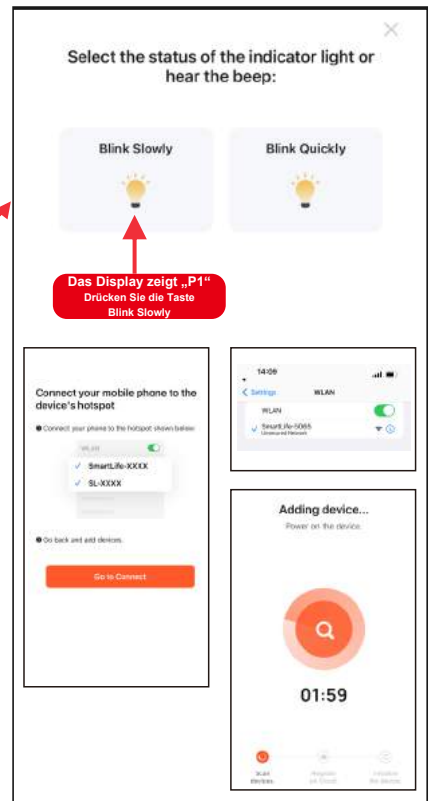 Select the status of the indicator light or
hear the beep:
Blink Slowly
Blink Quickly
Das Display zeigt „P1“
Drücken Sie die Taste
Blink Slowly
Connect your mobile phone to the
device's hotspot
Connect your phone to the hotspot shown below:
WLAN
SmartLife-XXXX
SL-XXXX
Go back and add devices.
Go to Connect
14:09
Settings
WLAN
WLAN
SmartLife-5065
Unsecured Network
Adding device...
Power on the device.
01:59
Scan
devices.
Register
on Cloud.
Initialize
the device.